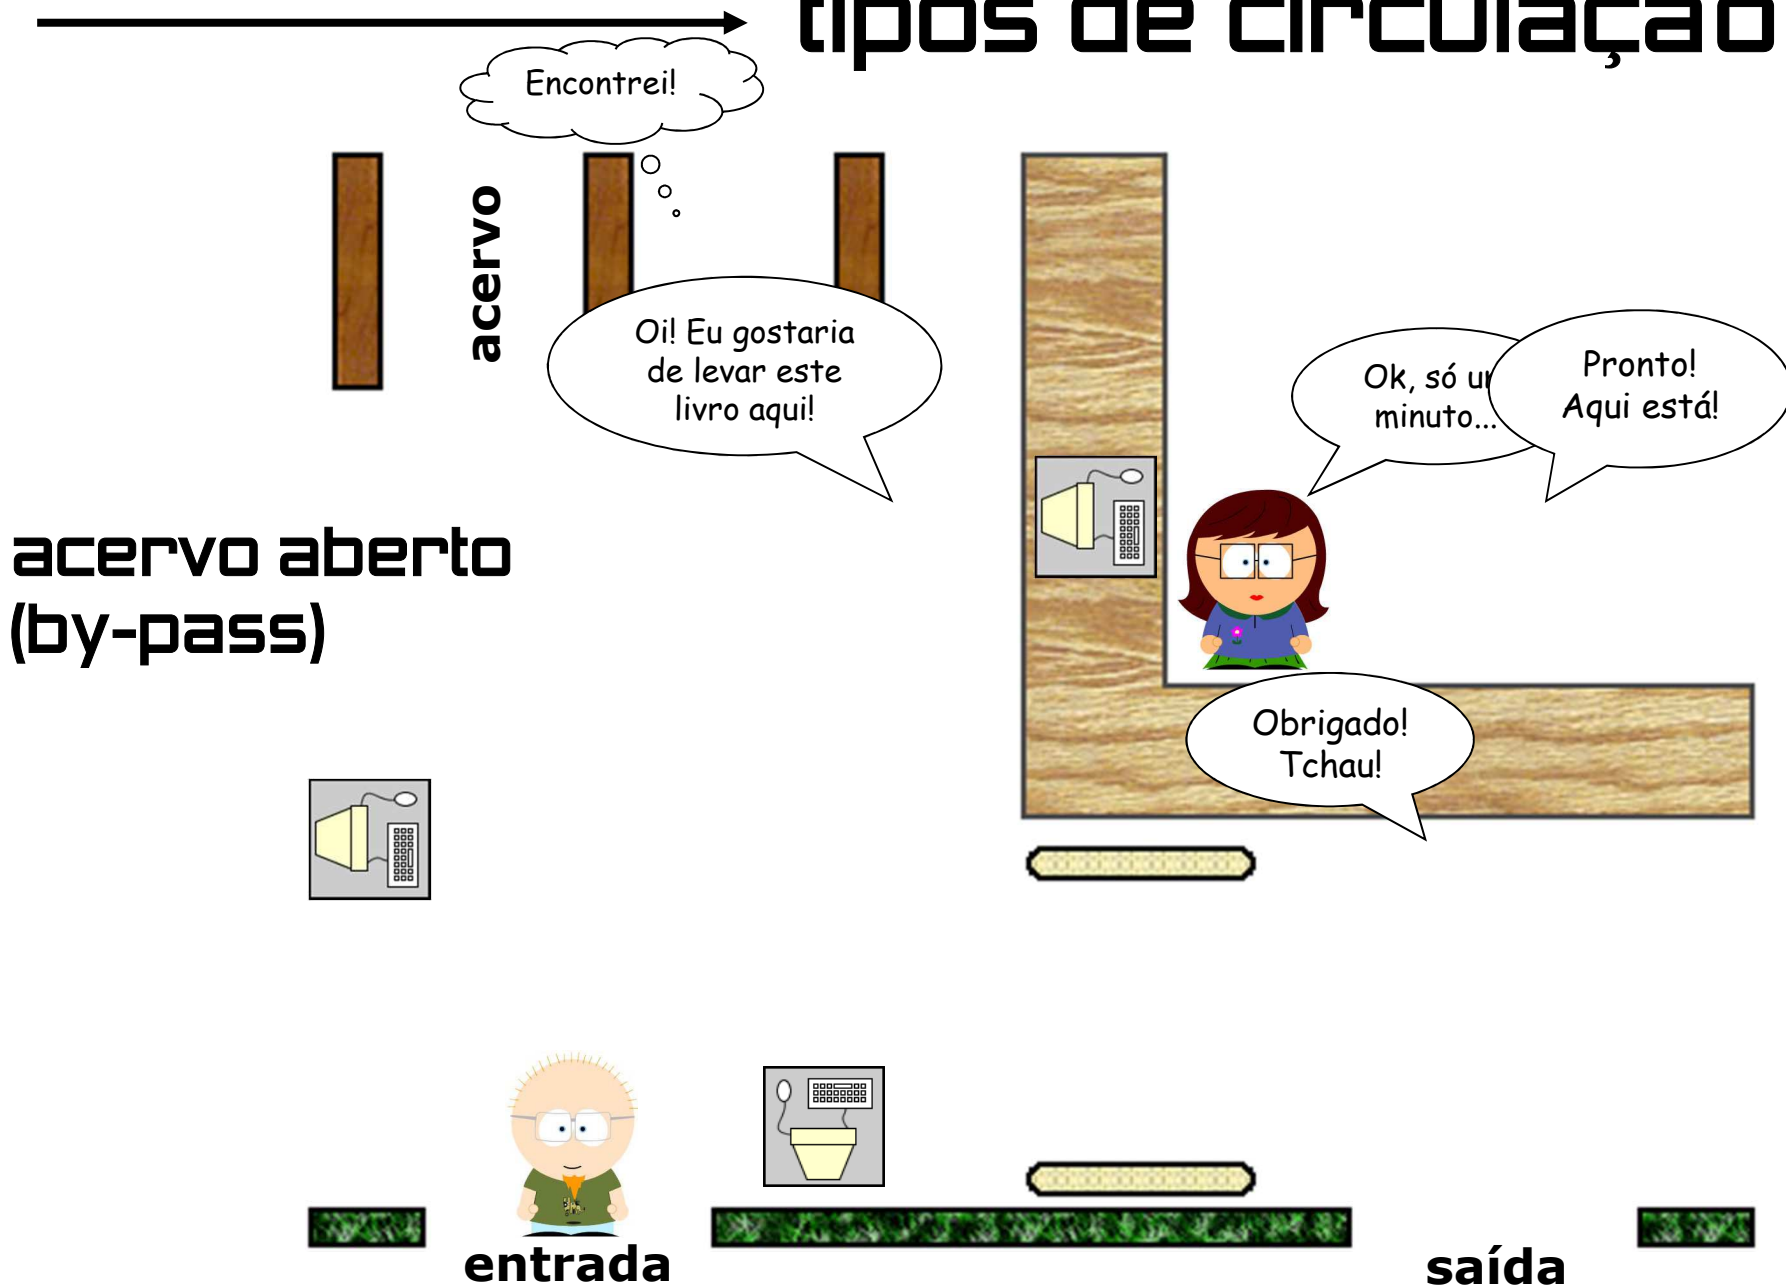 tipos de circulação
Encontrei!
acervo
Oi! Eu gostaria
de levar este
livro aqui!
Ok, só
minuto...
Pronto!
Aqui está!
acervo aberto
(by-pass)
Obrigado!
Tchau!
entrada
saída